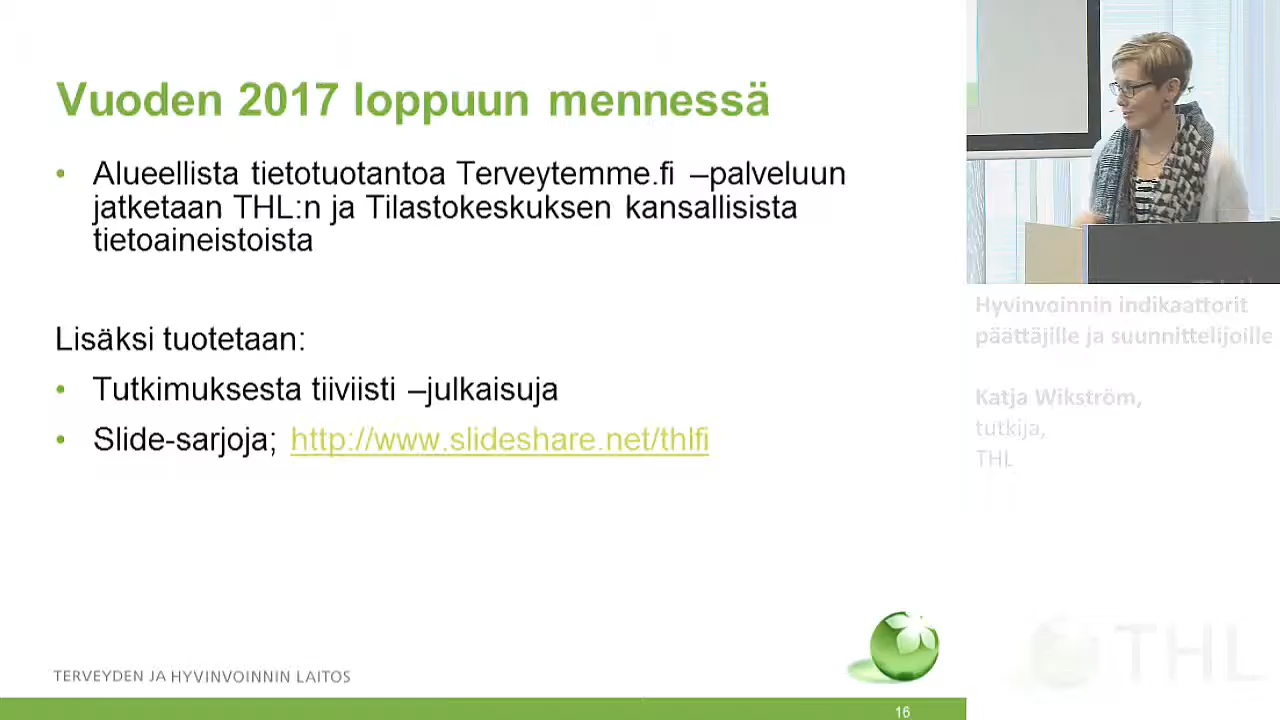 Vuoden 2017 loppuun mennessä
• Alueellista tietotuotantoa Terveytemme.fi –palveluun
jatketaan THL:n ja Tilastokeskuksen kansallisista
tietoaineistoista
Lisäksi tuotetaan:
• Tutkimuksesta tiiviisti –julkaisuja
• Slide-sarjoja; http://www.slideshare.net/thlfi
TERVEYDEN JA HYVINVOINNIN LAITOS
16
Hyvinvoinnin indikaattorit
päättäjille ja suunnittelijoille
Katja Wikström,
tutkija,
THL
THL